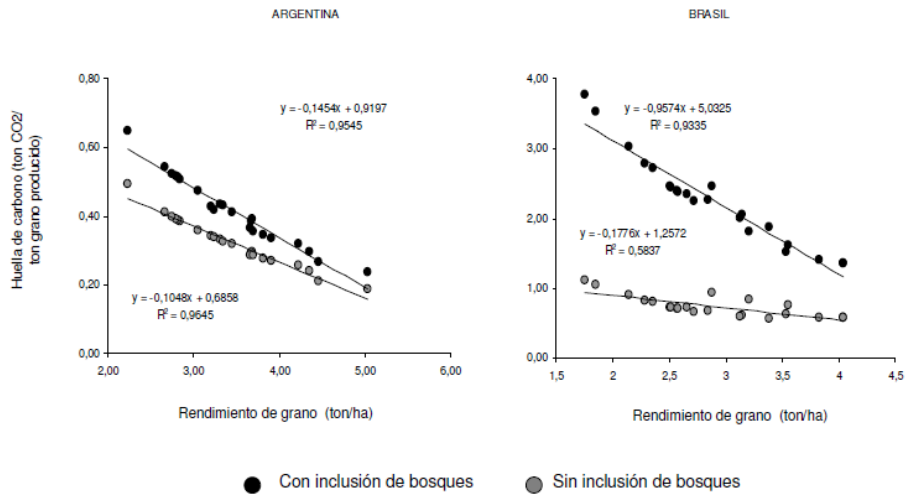 ARGENTINA
BRASIL
Huella de carbono (ton CO2/
ton grano producido)
0,80
0,60
0,40
0,20
0,00
2,00 3,00 4,00 5,00 6,00
y = -0,1454x + 0,9197
R² = 0,9545
y = -0,1048x + 0,6858
R² = 0,9645
Rendimiento de grano (ton/ha)
4,00
3,00
2,00
1,00
0,00
1,5 2 2,5 3 3,5 4 4,5
y = -0,9574x + 5,0325
R² = 0,9335
y = -0,1776x + 1,2572
R² = 0,5837
Rendimiento de grano (ton/ha)
Con inclusión de bosques
Sin inclusión de bosques